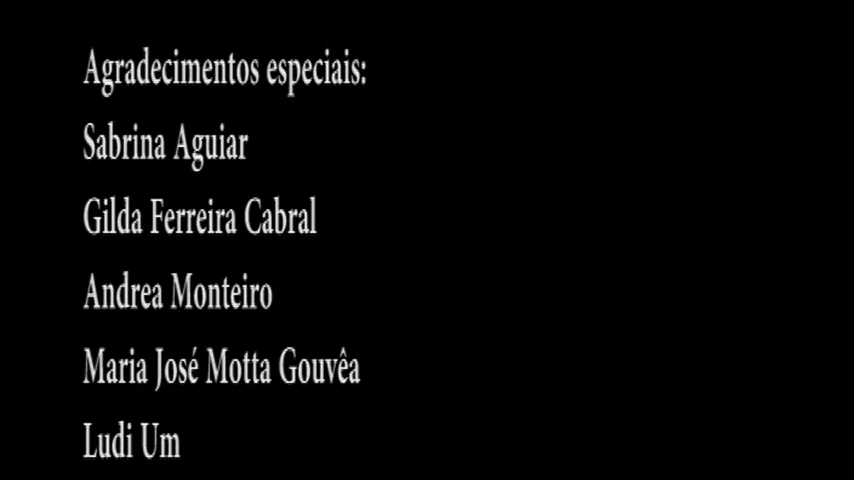 Agradecimentos especiais:
Sabrina Aguiar
Gilda Ferreira Cabral
Andrea Monteiro
Maria José Motta Gouvêa
Ludi Um